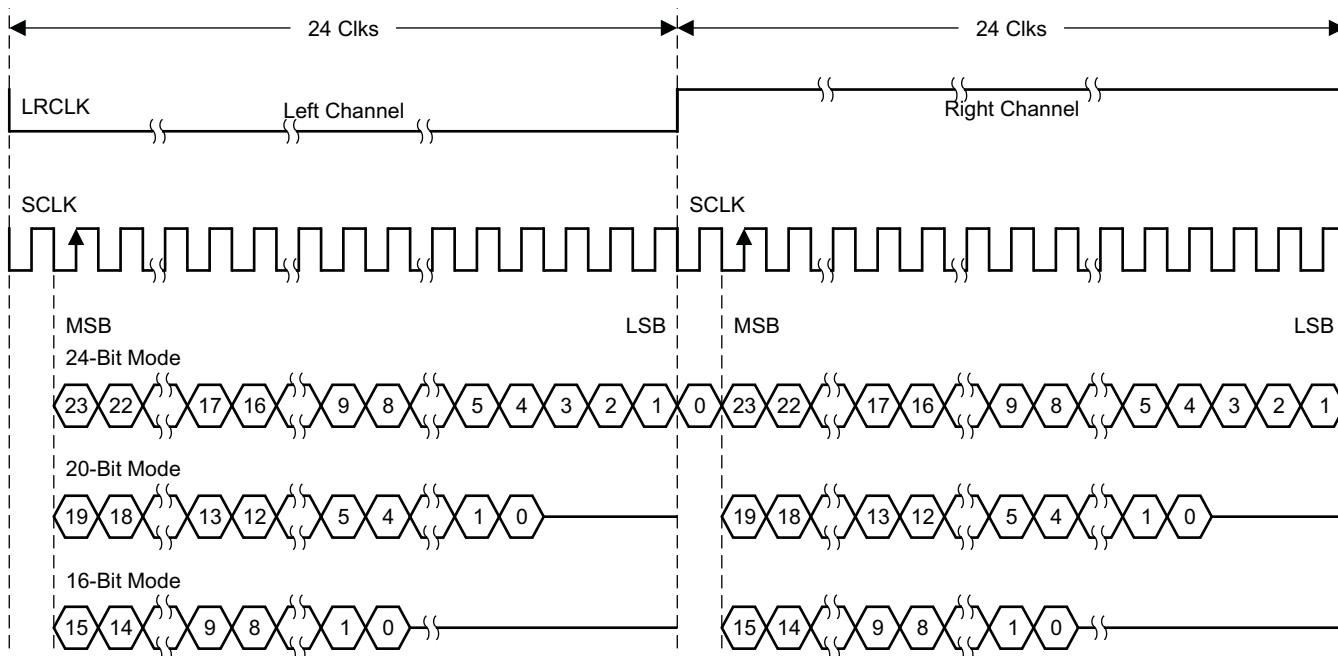 24 Clks 24 Clks
LRCLK Left Channel Right Channel
SCLK SCLK
MSB LSB MSB LSB
24-Bit Mode
23 22 17 16 9 8 5 4 3 2 1 0 23 22 17 16 9 8 5 4 3 2 1
20-Bit Mode
19 18 13 12 5 4 1 0 19 18 13 12 5 4 1 0
16-Bit Mode
15 14 9 8 1 0 15 14 9 8 1 0